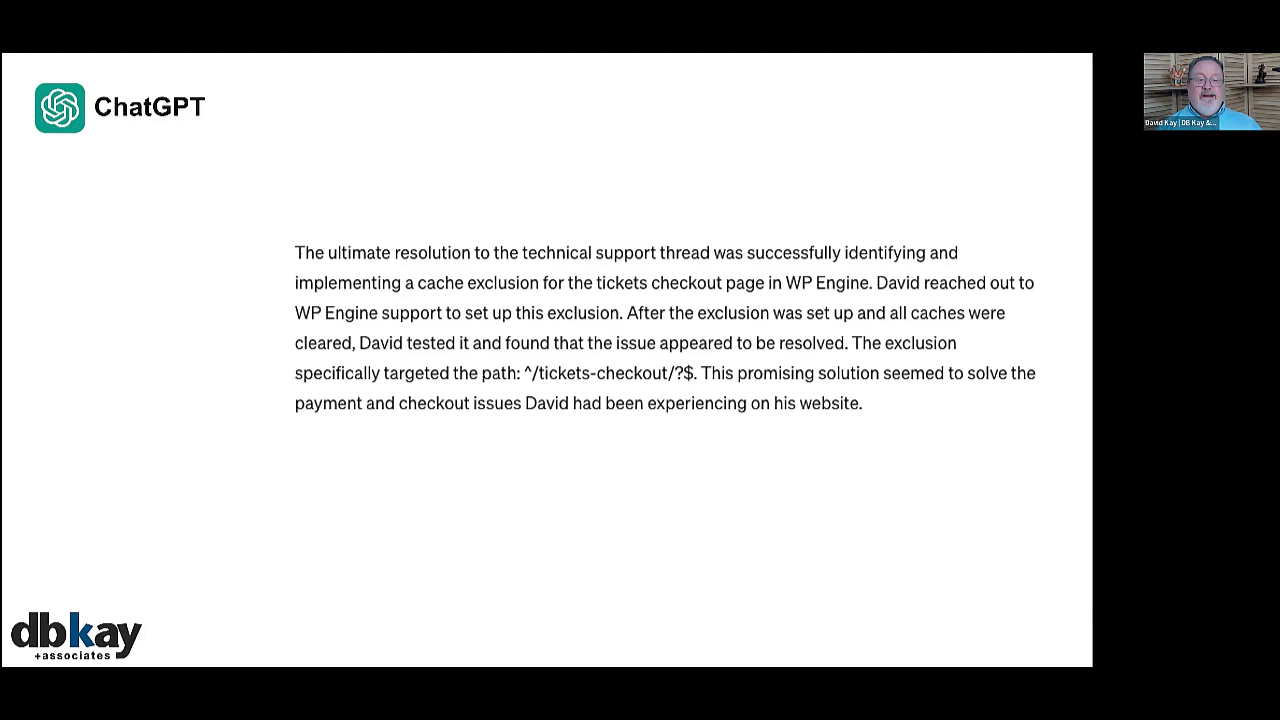 ChatGPT
David Kay | DB Kay &...
The ultimate resolution to the technical support thread was successfully identifying and
implementing a cache exclusion for the tickets checkout page in WP Engine. David reached out to
WP Engine support to set up this exclusion. After the exclusion was set up and all caches were
cleared, David tested it and found that the issue appeared to be resolved. The exclusion
specifically targeted the path: ^/tickets-checkout/?$. This promising solution seemed to solve the
payment and checkout issues David had been experiencing on his website.
dbkay
+associates